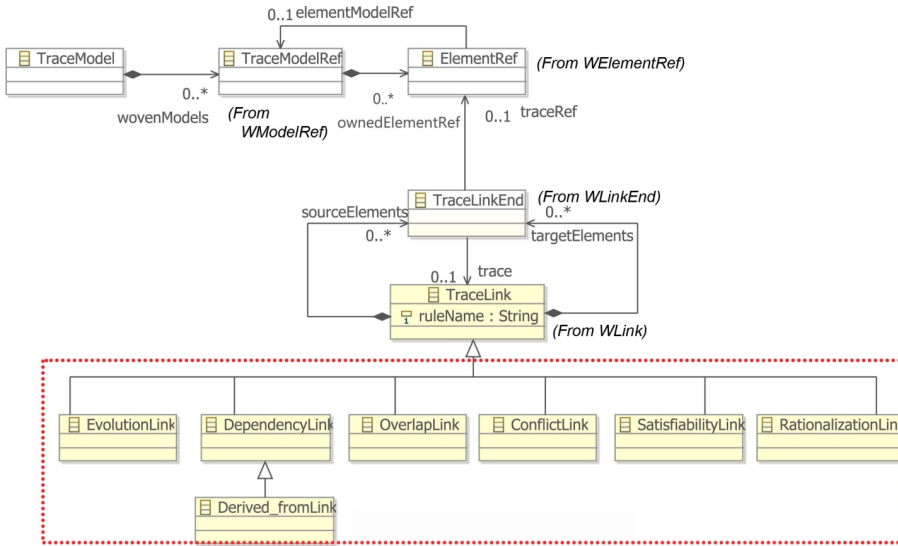 0..1 elementModelRef
TraceModel
TraceModelRef
ElementRef
(From WElementRef)
0..*
wovenModels
(From
WModelRef)
0..*
ownedElementRef
0..1
traceRef
TraceLinkEnd
(From WLinkEnd)
sourceElements
0..*
0..*
targetElements
0..1
trace
TraceLink
1 ruleName : String
(From WLink)
EvolutionLink
DependencyLink
OverlapLink
ConflictLink
SatisfiabilityLink
RationalizationLin
Derived_fromLink